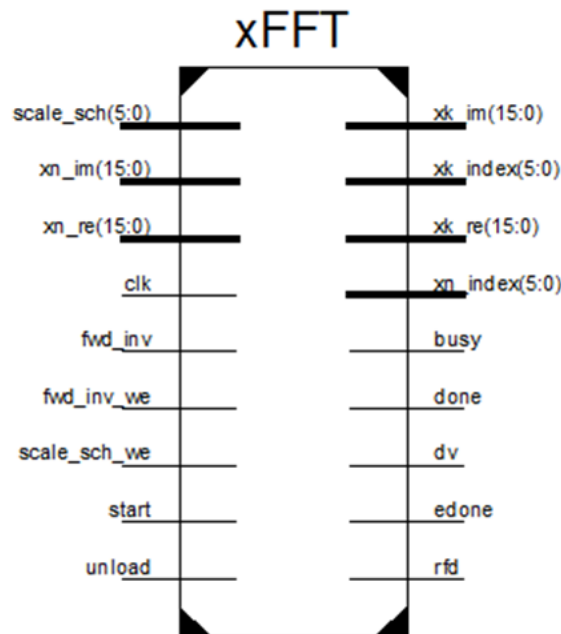 xFFT
scale_sch(5:0)
xn_im(15:0)
xn_re(15:0)
clk
fwd_inv
fwd_inv_we
scale_sch_we
start
unload
xk_im(15:0)
xk_index(5:0)
xk_re(15:0)
xn_index(5:0)
busy
done
dv
edone
rfd